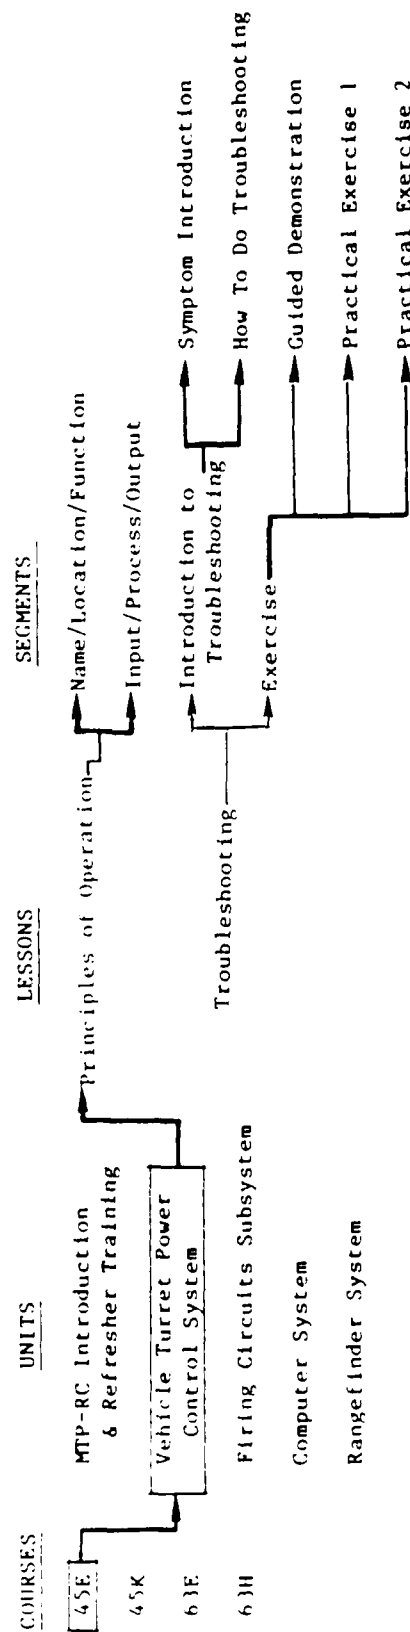 COURSES
UNITS
LESSONS
SEGMENTS
45E
45K
63E
63H
MTP-RC Introduction
& Refresher Training
Vehicle Turret Power
Control System
Firing Circuits Subsystem
Computer System
Rangefinder System
Principles of Operation
Troubleshooting
Name/Location/Function
Input/Process/Output
Introduction to
Troubleshooting
Exercise
Symptom Introduction
How To Do Troubleshooting
Guided Demonstration
Practical Exercise 1
Practical Exercise 2